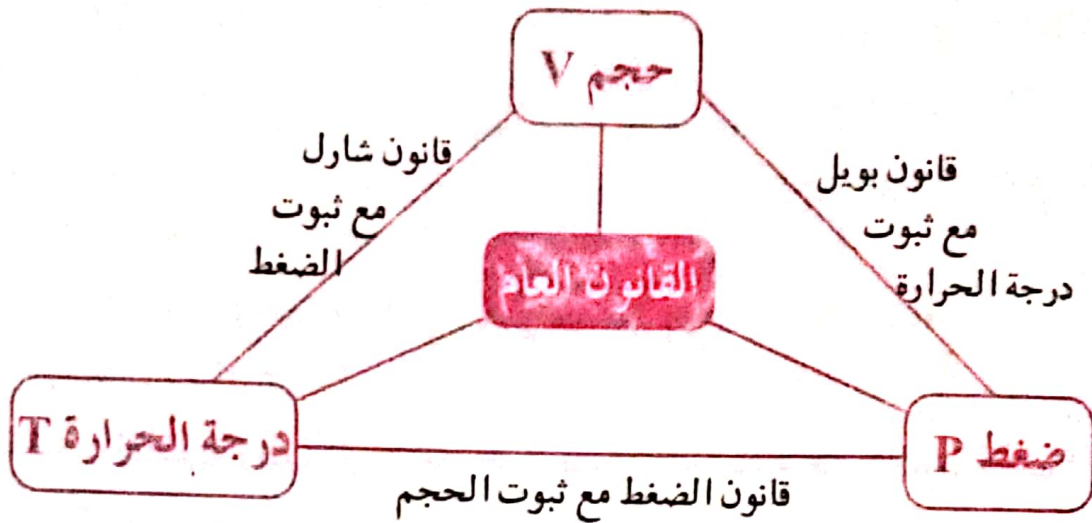 حجم V
قانون شارل
مع ثبوت
الضغط
قانون بويل
مع ثبوت
درجة الحرارة
القانون العام
درجة الحرارة T
ضغط P
قانون الضغط مع ثبوت الحجم